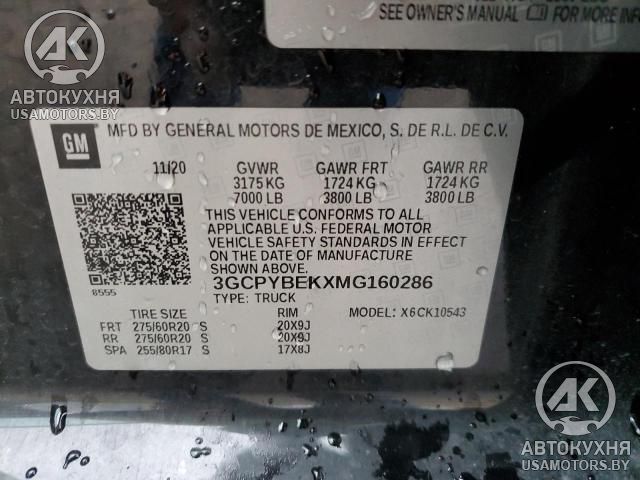 SEE OWNER'S MANUAL FOR MORE INFO
AK
АВТОКУХНЯ
USAMOTORS.BY
GM
MFD BY GENERAL MOTORS DE MEXICO, S. DE R.L. DE C.V.
11/20 GVWR GAWR FRT GAWR RR
3175 KG 1724 KG 1724 KG
7000 LB 3800 LB 3800 LB
THIS VEHICLE CONFORMS TO ALL
APPLICABLE U.S. FEDERAL MOTOR
VEHICLE SAFETY STANDARDS IN EFFECT
ON THE DATE OF MANUFACTURE
SHOWN ABOVE.
8555
3GCPYBEKXMG160286
TYPE: TRUCK
MODEL: X6CK10543
TIRE SIZE RIM
FRT 275/60R20 S 20X9J
RR 275/60R20 S 20X9J
SPA 255/80R17 S 17X8J
AK
АВТОКУХНЯ
USAMOTORS.BY